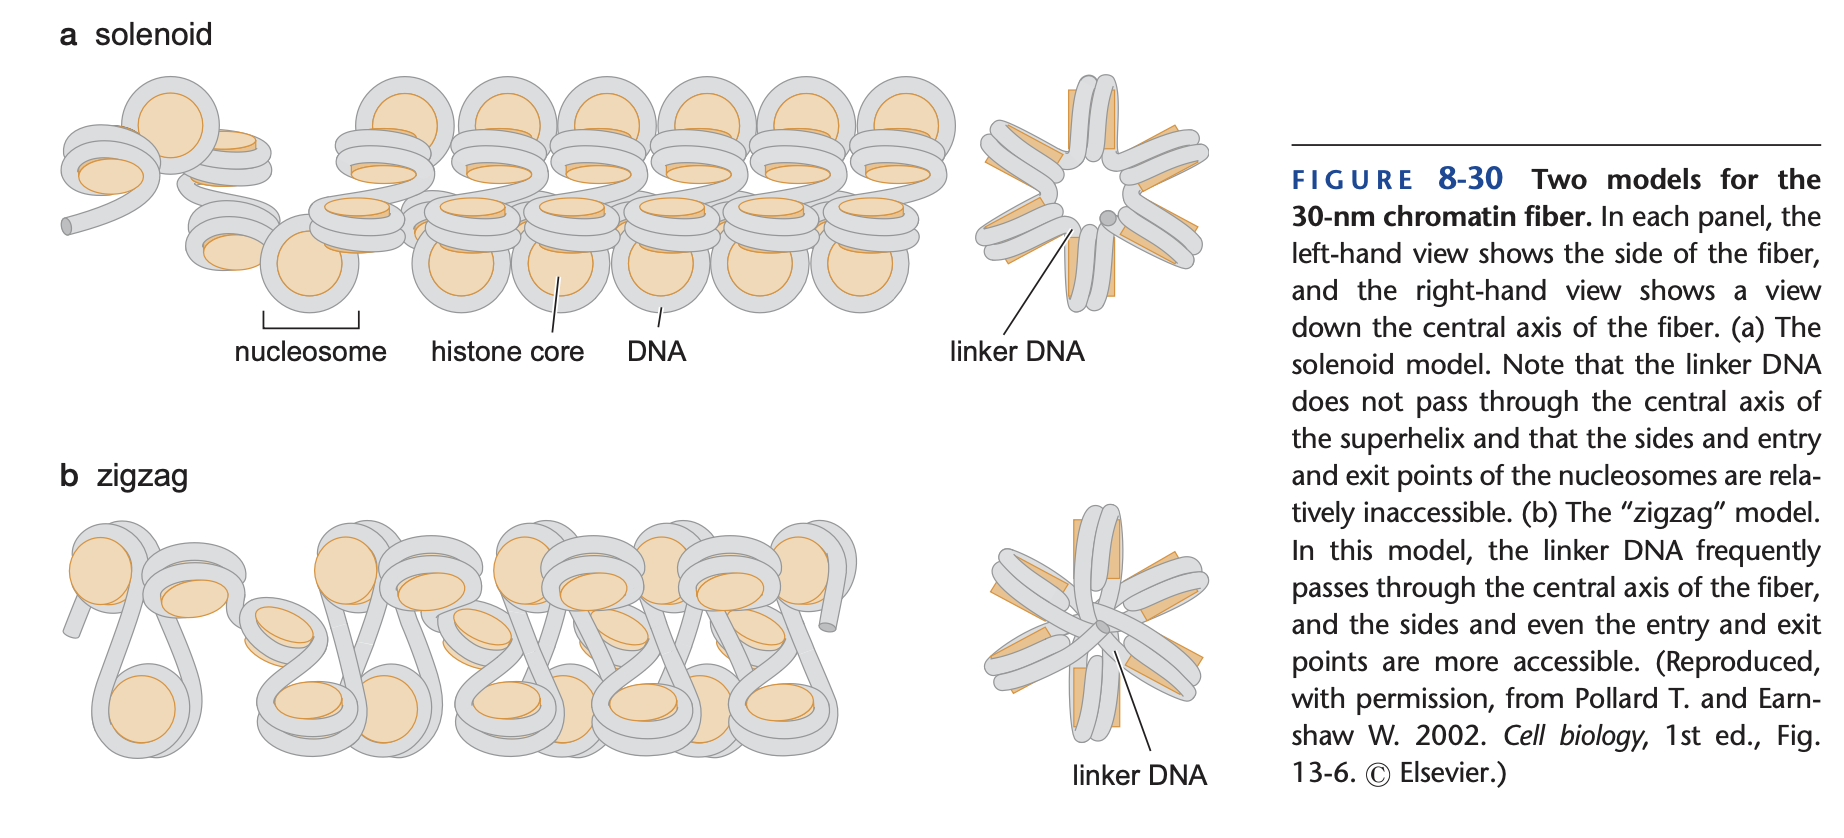 a solenoid
nucleosome
histone core
DNA
linker DNA
b zigzag
linker DNA
FIGURE 8-30 Two models for the
30-nm chromatin fiber. In each panel, the
left-hand view shows the side of the fiber,
and the right-hand view shows a view
down the central axis of the fiber. (a) The
solenoid model. Note that the linker DNA
does not pass through the central axis of
the superhelix and that the sides and entry
and exit points of the nucleosomes are rela-
tively inaccessible. (b) The “zigzag” model.
In this model, the linker DNA frequently
passes through the central axis of the fiber,
and the sides and even the entry and exit
points are more accessible. (Reproduced,
with permission, from Pollard T. and Earn-
shaw W. 2002. Cell biology, 1st ed., Fig.
13-6. © Elsevier.)